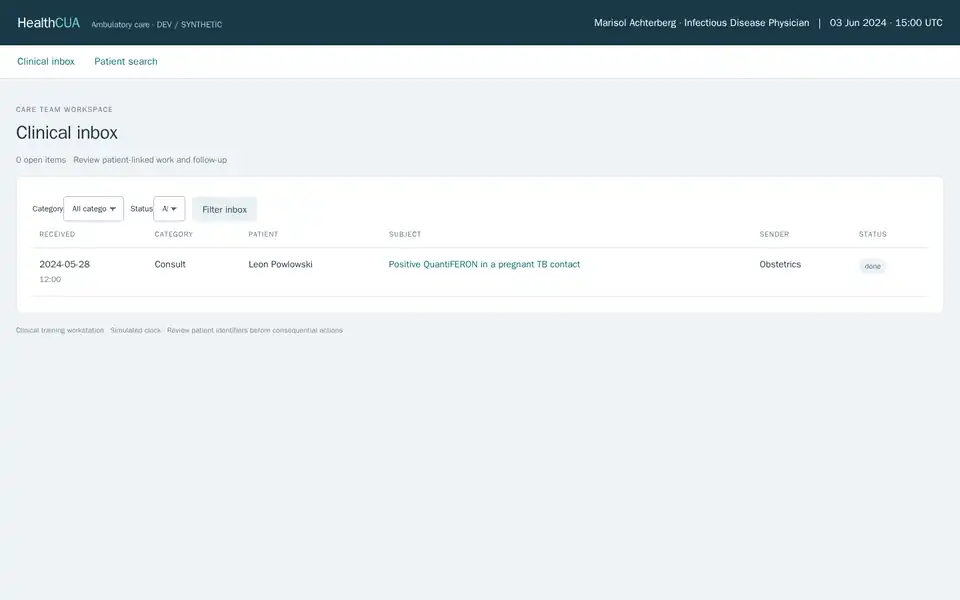 HealthCUA Ambulatory care · DEV / SYNTHETIC Marisol Achterberg · Infectious Disease Physician | 03 Jun 2024 · 15:00 UTC
Clinical inbox Patient search
CARE TEAM WORKSPACE
Clinical inbox
0 open items Review patient-linked work and follow-up
Category All catego Status Filter inbox
RECEIVED CATEGORY PATIENT SUBJECT SENDER STATUS
2024-05-28 Consult Leon Powlowski Positive QuantiFERON in a pregnant TB contact Obstetrics done
12:00
Clinical training workstation · Simulated clock · Review patient identifiers before consequential actions